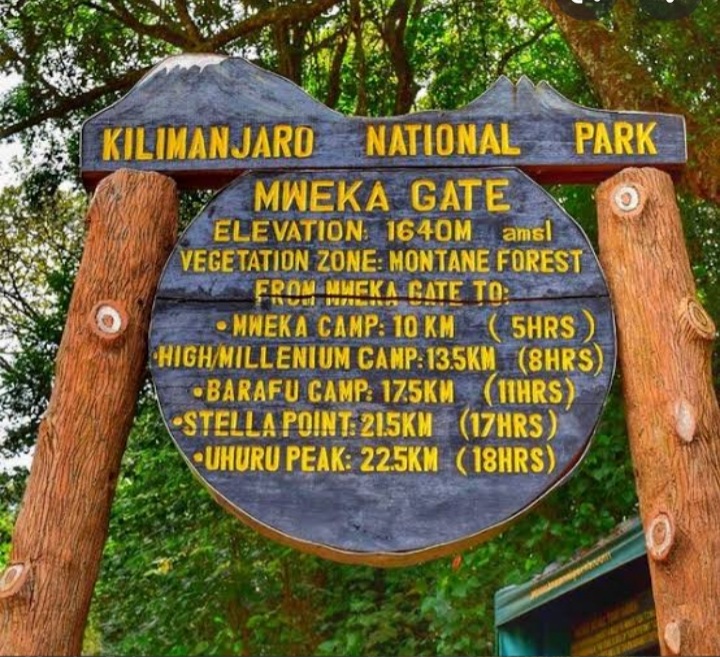 KILIMANJARO NATIONAL PARK
MWEKA GATE
ELEVATION: 1640M amsl
VEGETATION ZONE: MONTANE FOREST
FROM MWEKA GATE TO:
• MWEKA CAMP: 10 KM ( 5HRS )
•HIGH/MILLENIUM CAMP: 13.5KM (8HRS)
•BARAFU CAMP: 17.5KM (11HRS)
•STELLA POINT: 21.5KM (17HRS)
•UHURU PEAK: 22.5KM (18HRS)